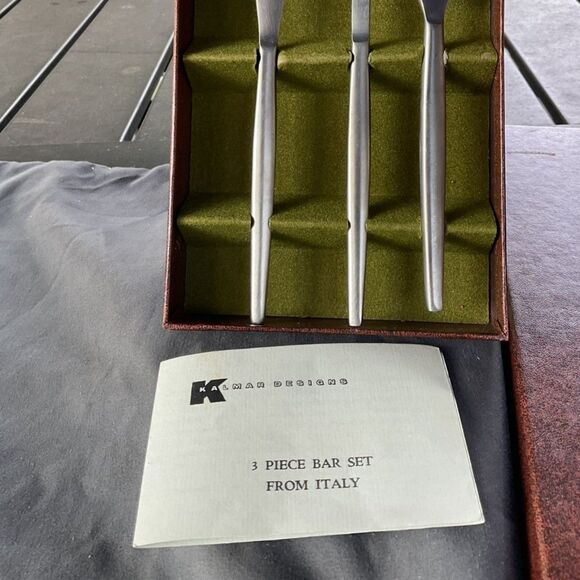 KALMAR DESIGNS
3 PIECE BAR SET
FROM ITALY